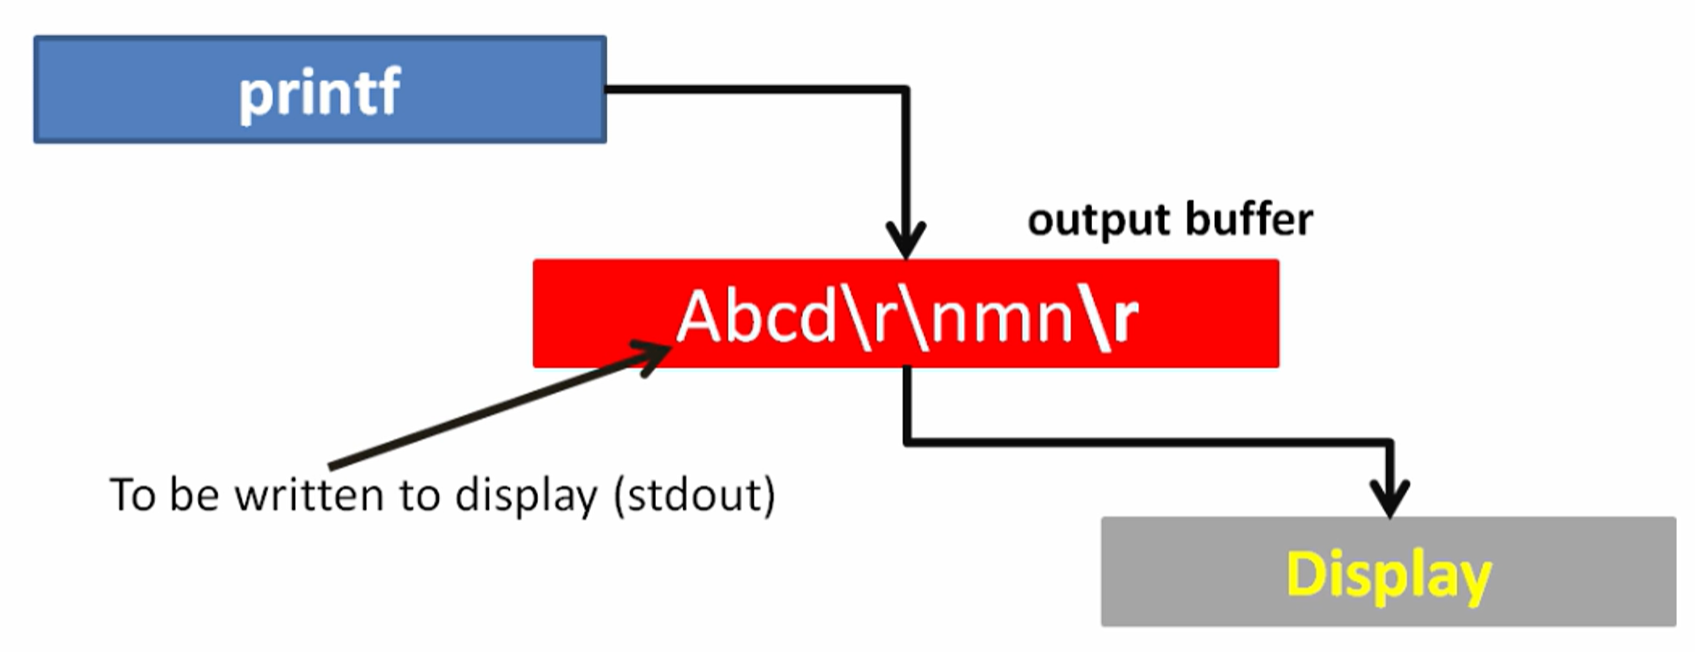 printf
output buffer
Abcd\r\nmn\r
To be written to display (stdout)
Display